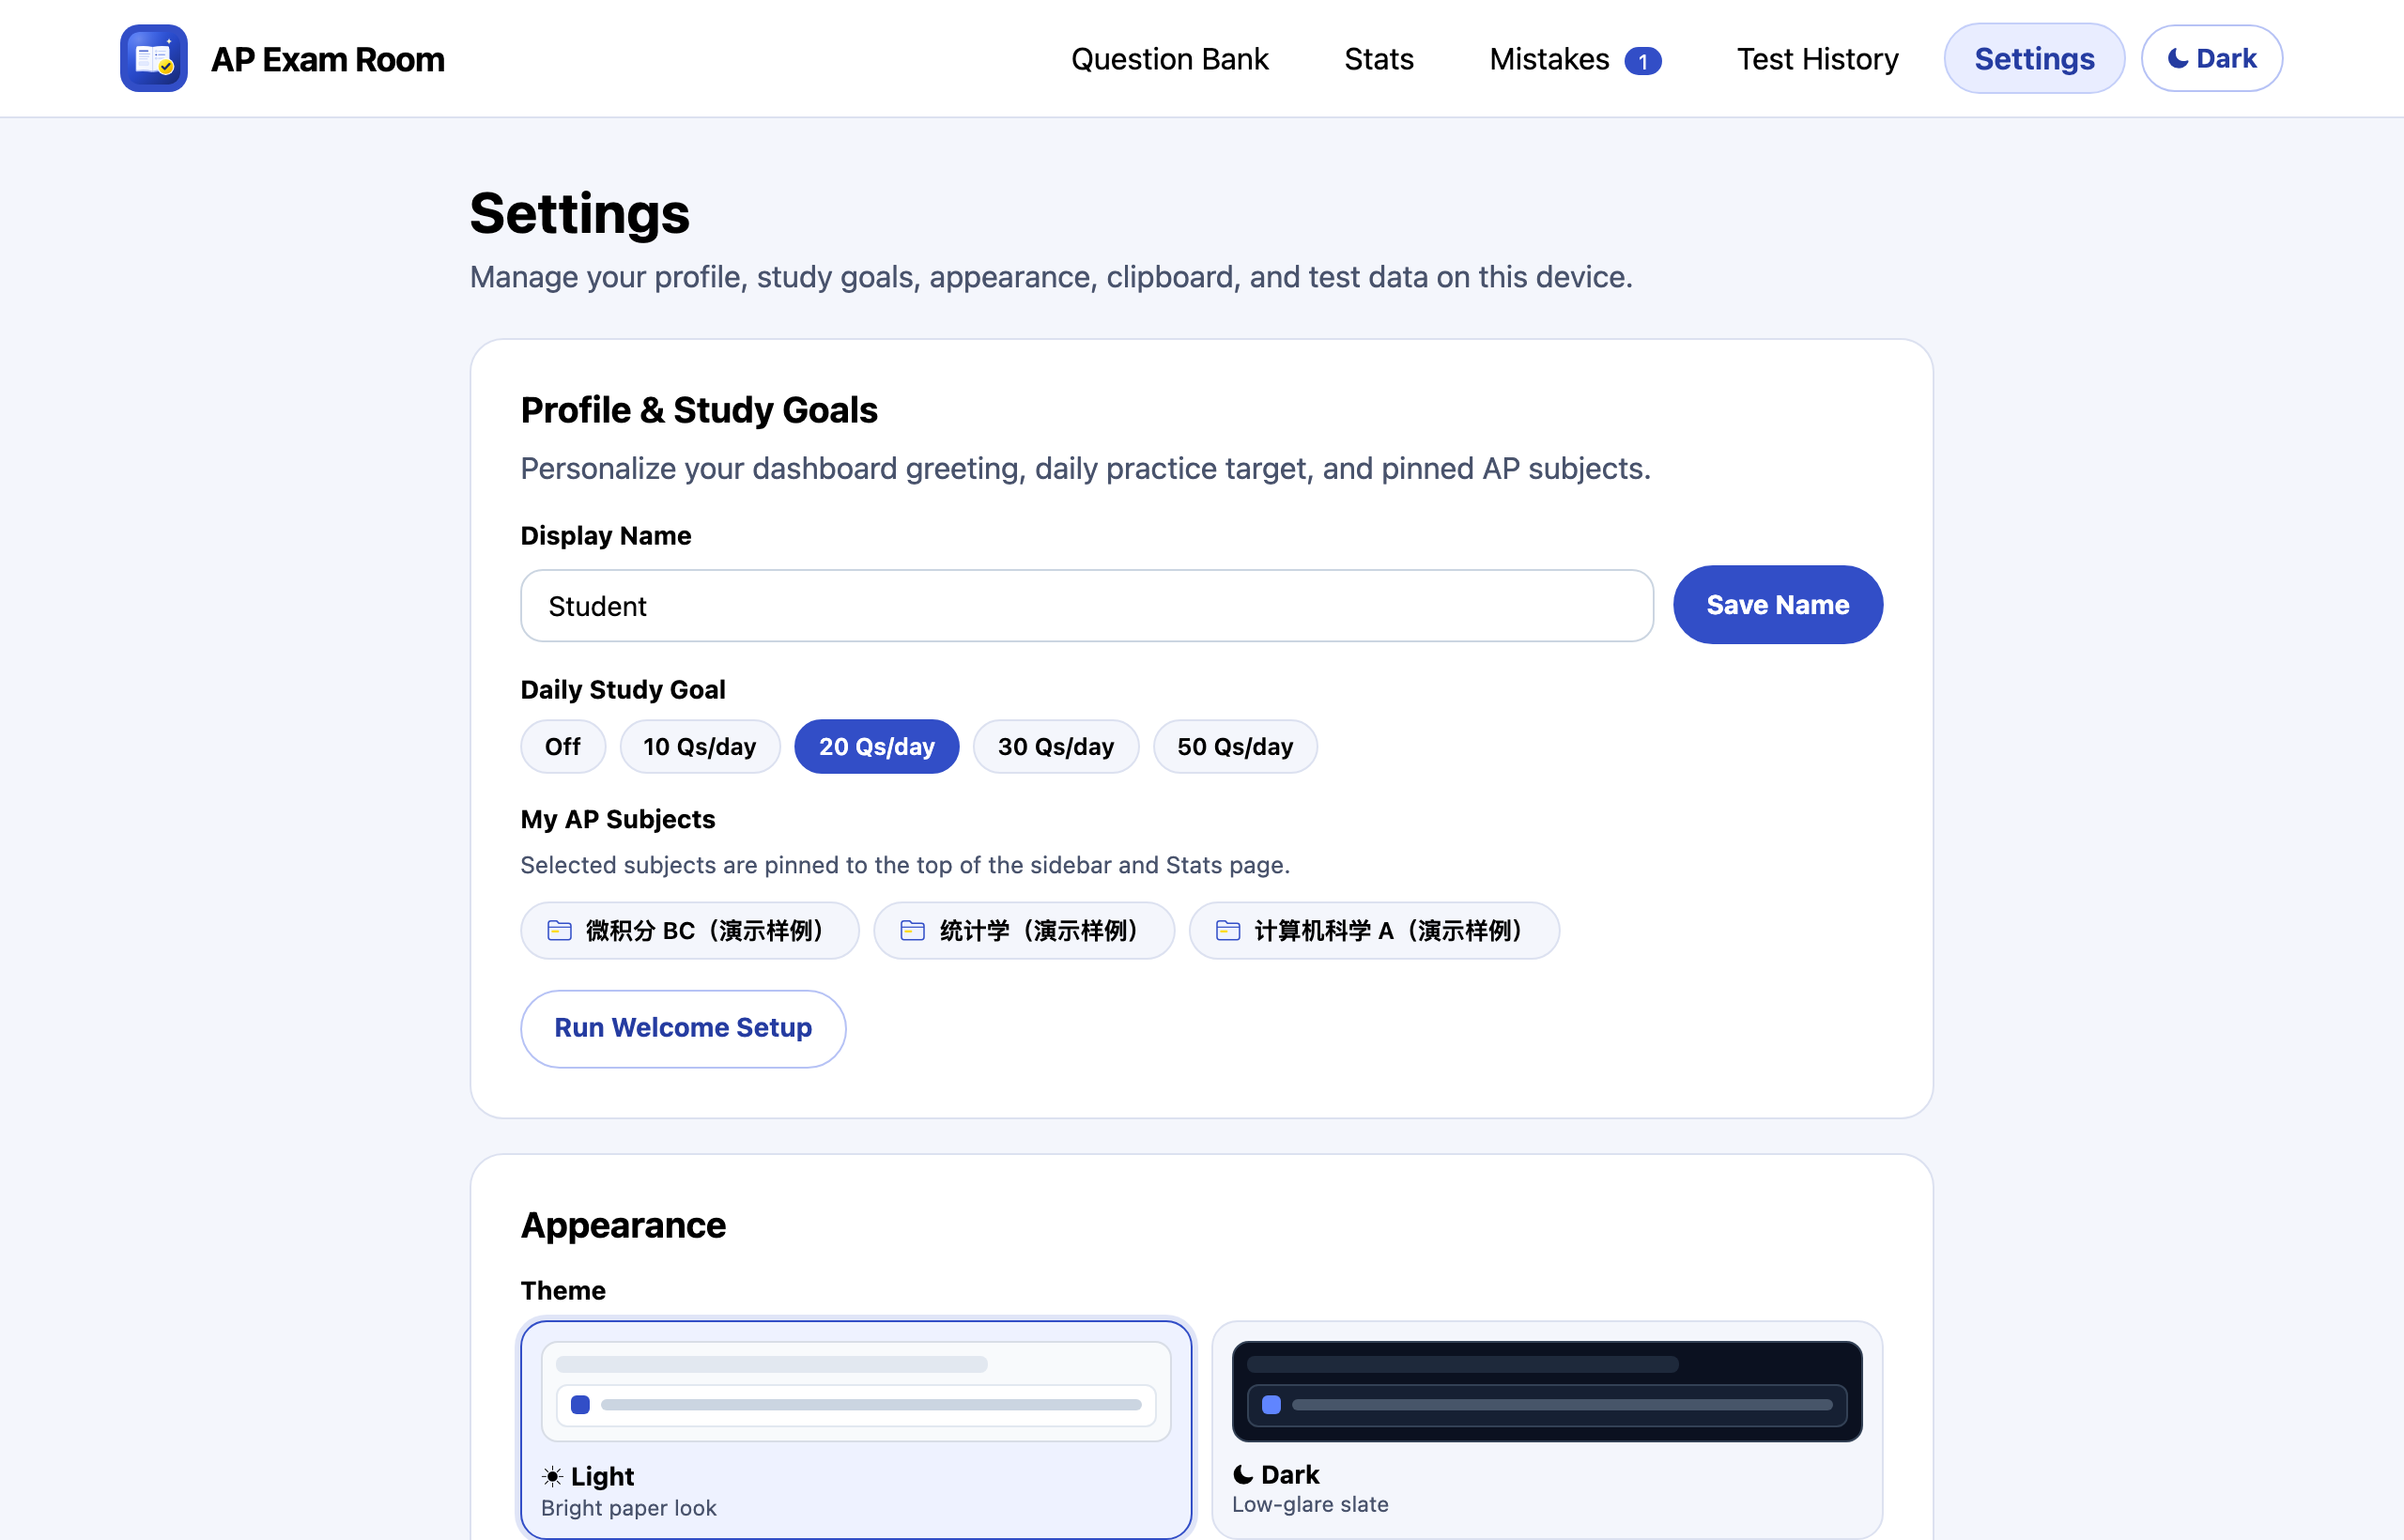 AP Exam Room
Question Bank
Stats
Mistakes 1
Test History
Settings
Dark
Settings
Manage your profile, study goals, appearance, clipboard, and test data on this device.
Profile & Study Goals
Personalize your dashboard greeting, daily practice target, and pinned AP subjects.
Display Name
Student
Save Name
Daily Study Goal
Off
10 Qs/day
20 Qs/day
30 Qs/day
50 Qs/day
My AP Subjects
Selected subjects are pinned to the top of the sidebar and Stats page.
微积分 BC（演示样例）
统计学（演示样例）
计算机科学 A（演示样例）
Run Welcome Setup
Appearance
Theme
Light
Bright paper look
Dark
Low-glare slate